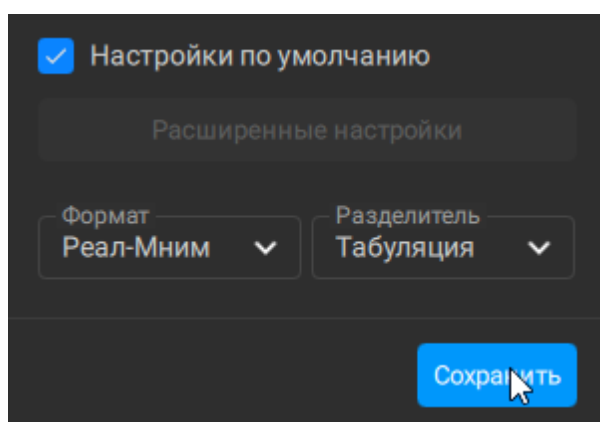 Настройки по умолчанию
Расширенные настройки
Формат
Разделитель
Реал-Мним
Табуляция
Сохранить